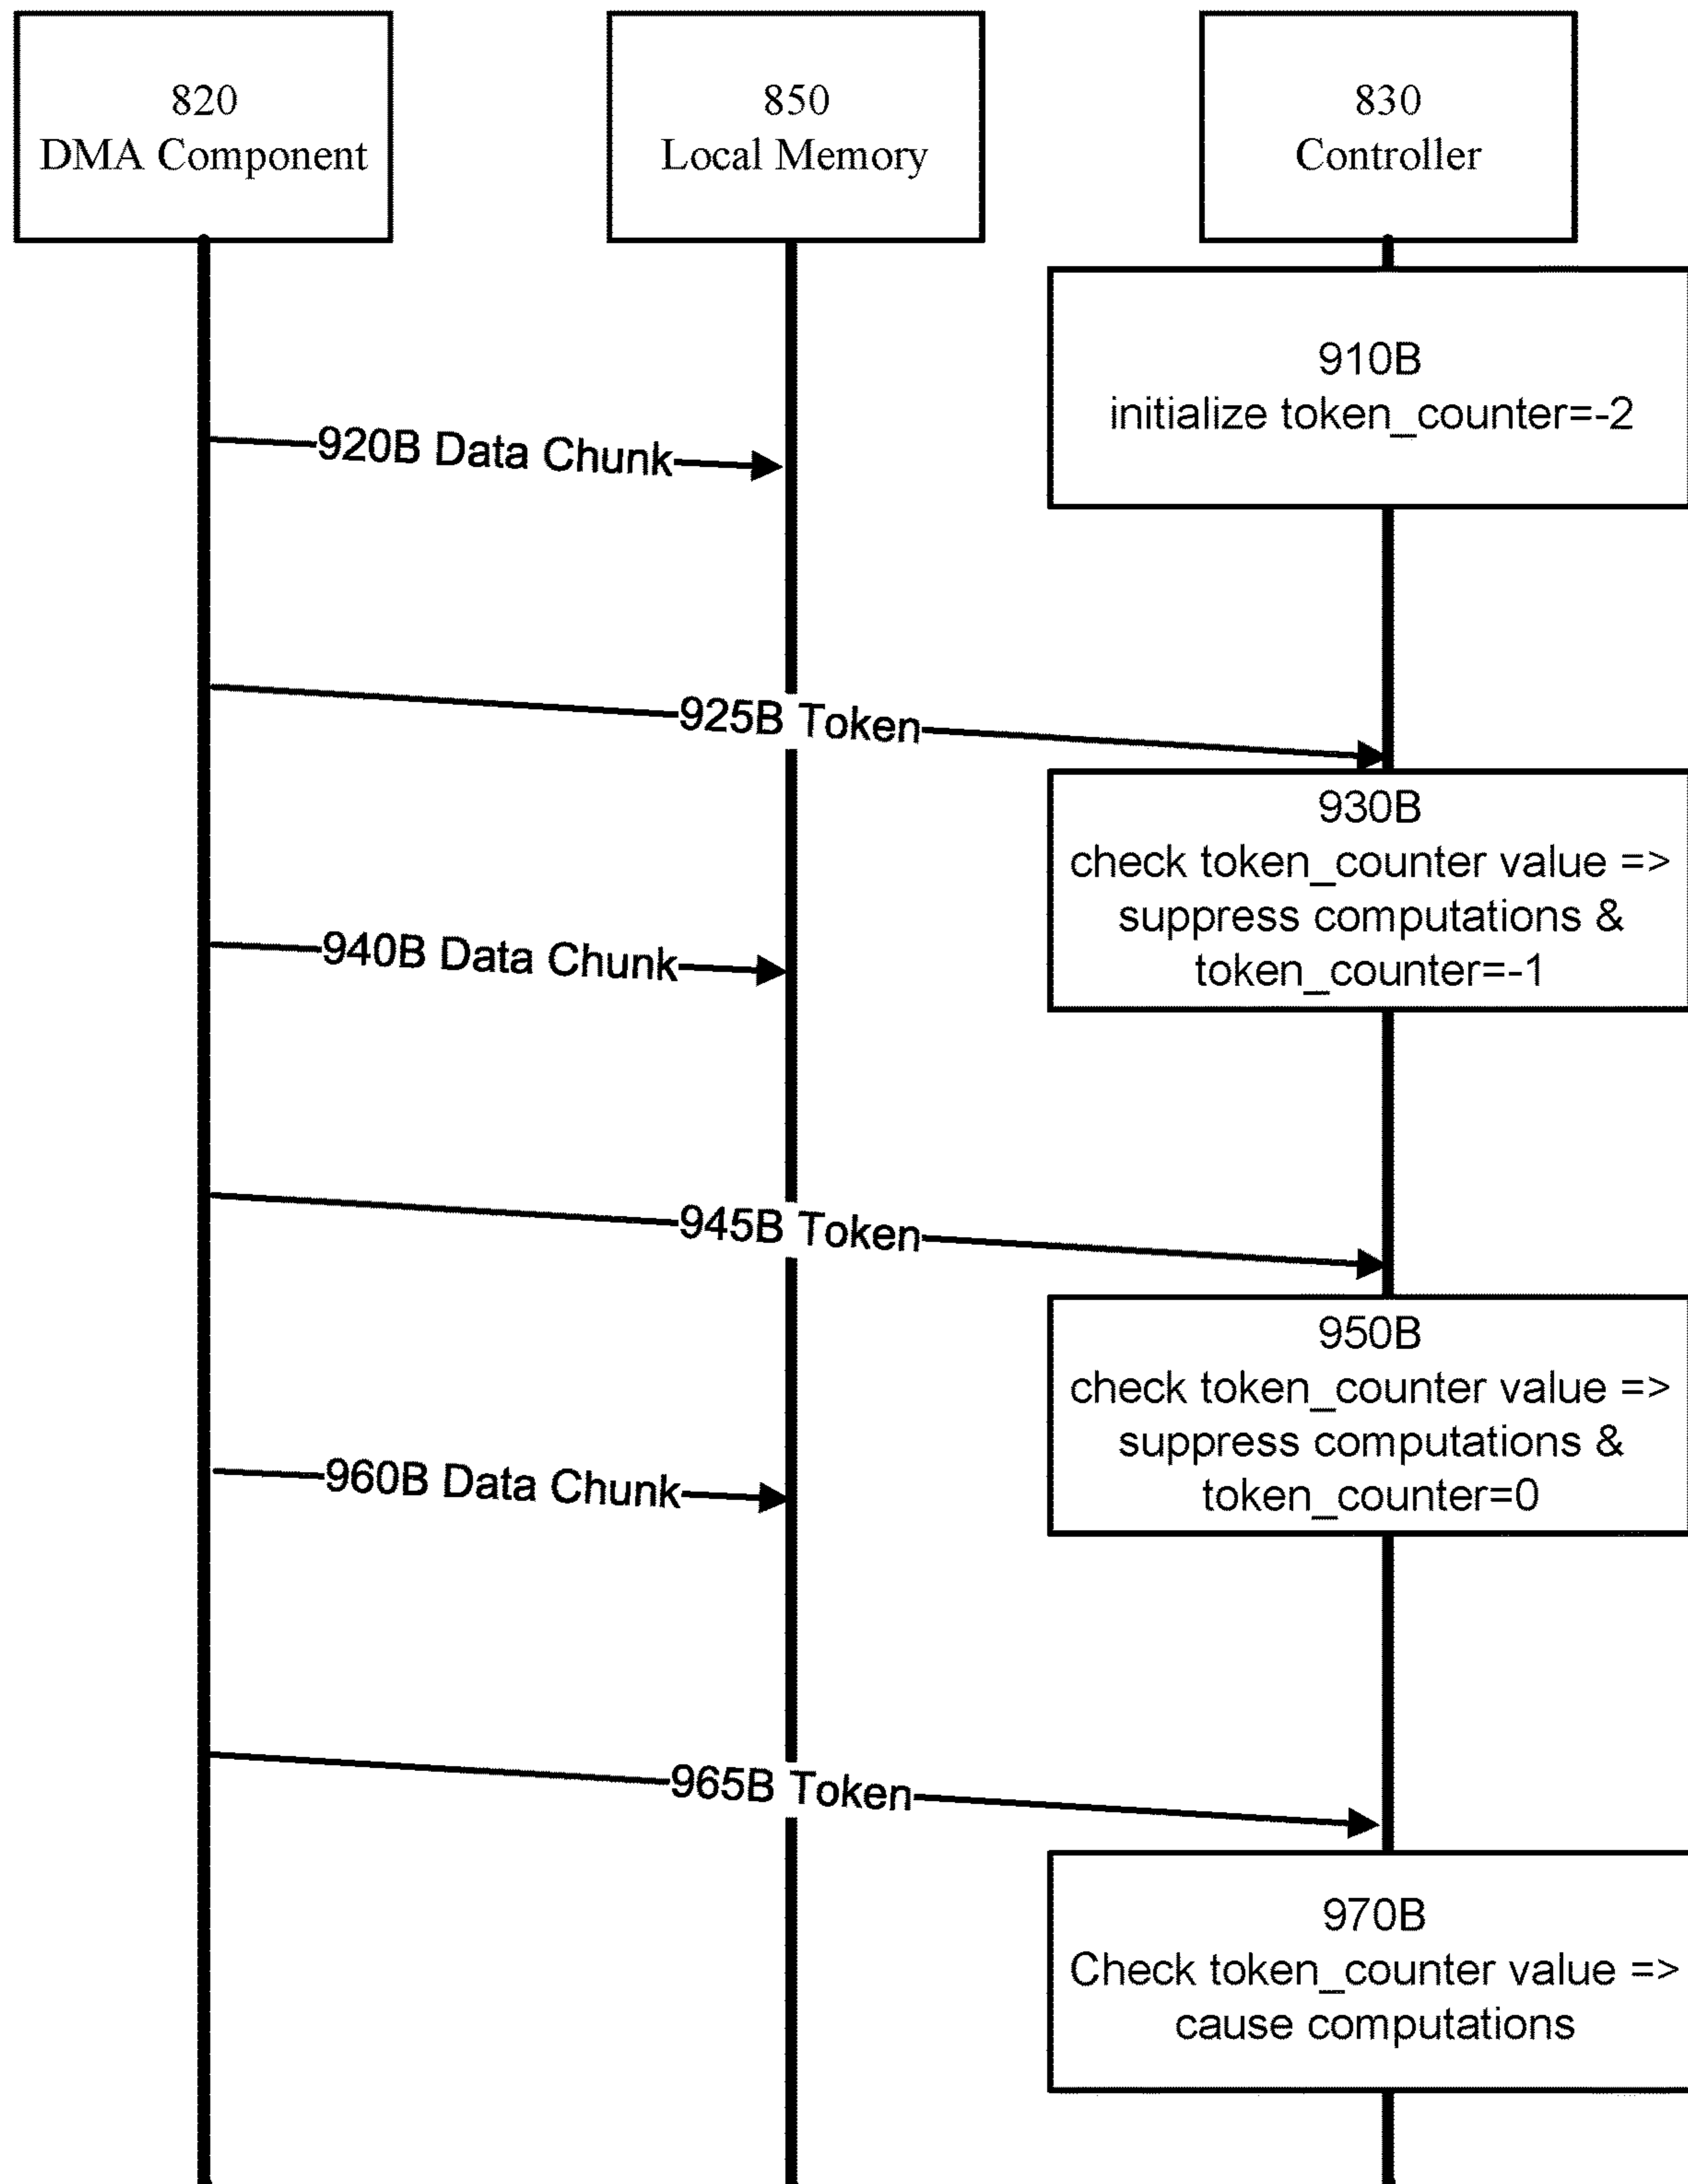 820
DMA Component
850
Local Memory
830
Controller
910B
initialize token_counter=-2
920B Data Chunk
925B Token
930B
check token_counter value =>
suppress computations &
token_counter=-1
940B Data Chunk
945B Token
950B
check token_counter value =>
suppress computations &
token_counter=0
960B Data Chunk
965B Token
970B
Check token_counter value =>
cause computations